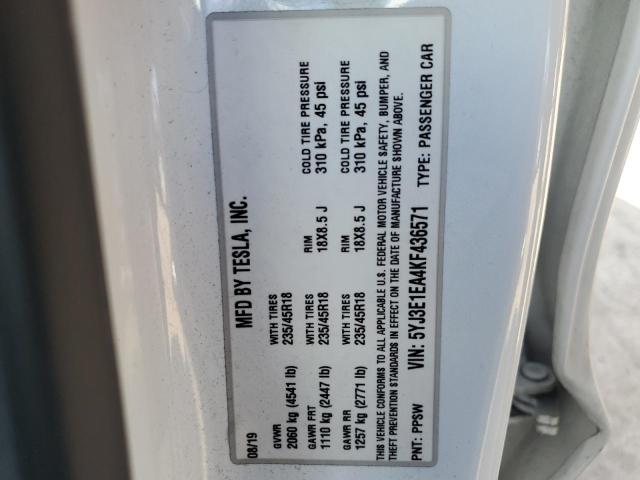 MFD BY TESLA, INC.
08/19
GVWR WITH TIRES RIM COLD TIRE PRESSURE
2060 kg (4541 lb) 235/45R18 18X8.5 J 310 kPa, 45 psi
GAWR FRT WITH TIRES
1110 kg (2447 lb) 235/45R18
GAWR RR WITH TIRES RIM COLD TIRE PRESSURE
1257 kg (2771 lb) 235/45R18 18X8.5 J 310 kPa, 45 psi
THIS VEHICLE CONFORMS TO ALL APPLICABLE U.S. FEDERAL MOTOR VEHICLE SAFETY, BUMPER, AND
THEFT PREVENTION STANDARDS IN EFFECT ON THE DATE OF MANUFACTURE SHOWN ABOVE.
PNT: PPSW VIN: 5YJ3E1EA4KF436571 TYPE: PASSENGER CAR